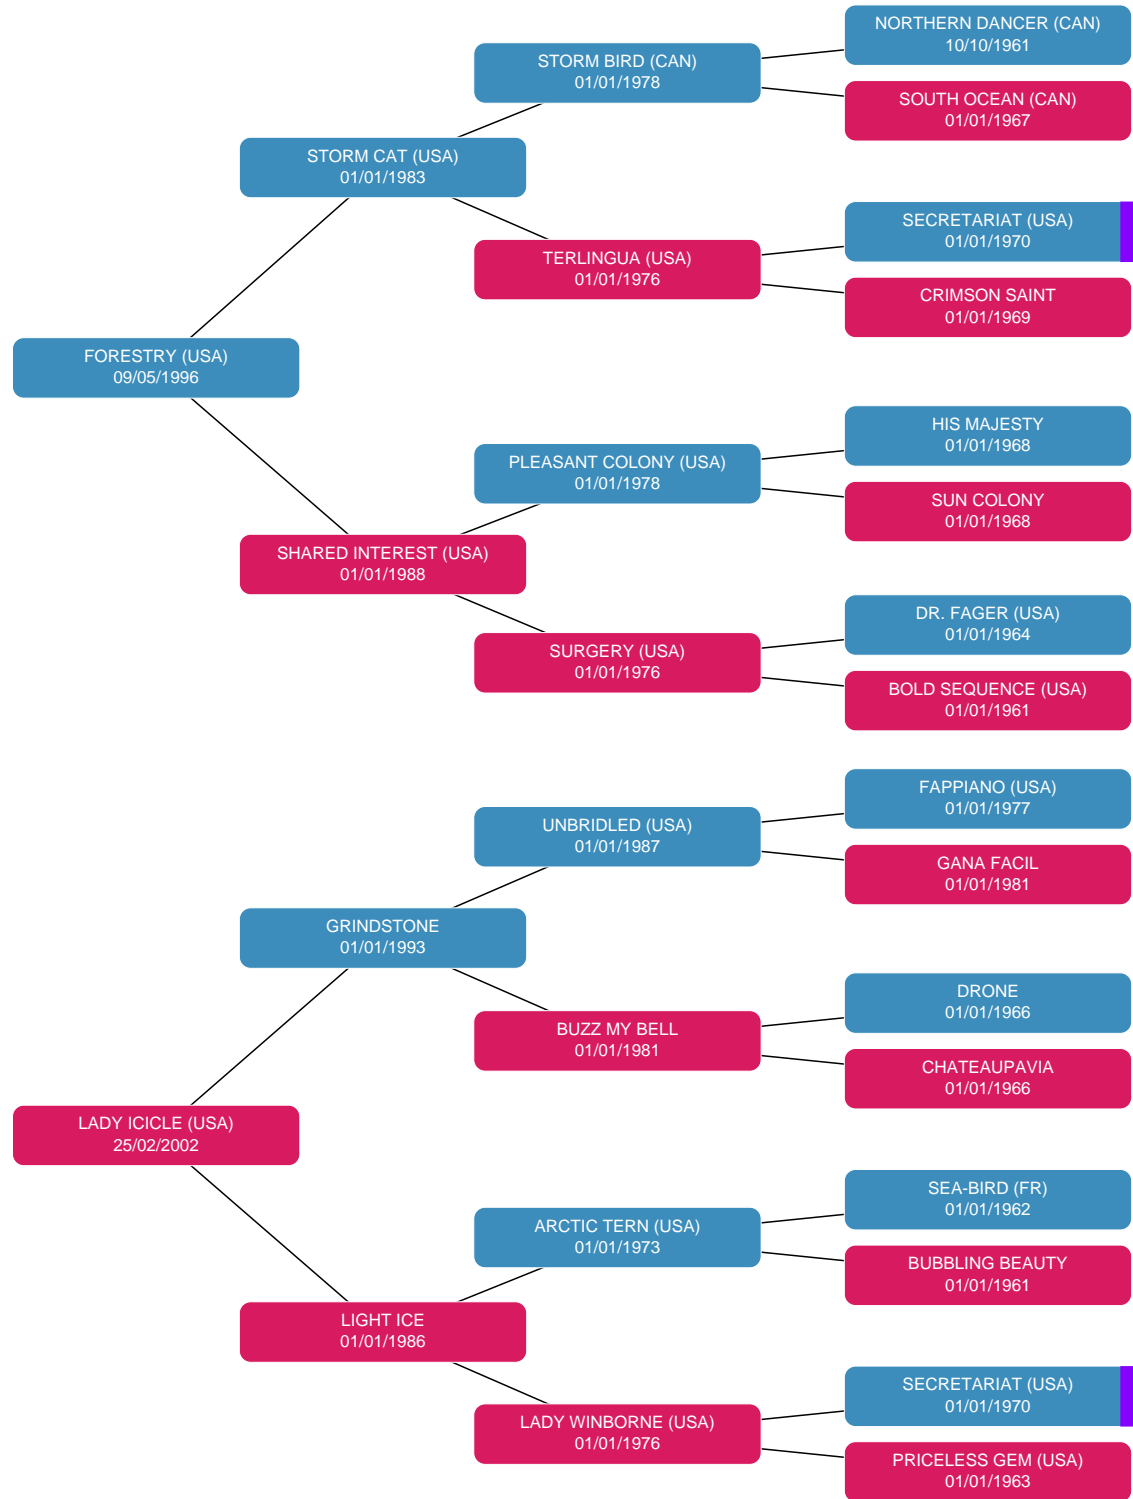 NORTHERN DANCER (CAN)
10/10/1961
STORM BIRD (CAN)
01/01/1978
SOUTH OCEAN (CAN)
01/01/1967
STORM CAT (USA)
01/01/1983
SECRETARIAT (USA)
01/01/1970
TERLINGUA (USA)
01/01/1976
CRIMSON SAINT
01/01/1969
FORESTRY (USA)
09/05/1996
HIS MAJESTY
01/01/1968
PLEASANT COLONY (USA)
01/01/1978
SUN COLONY
01/01/1968
SHARED INTEREST (USA)
01/01/1988
DR. FAGER (USA)
01/01/1964
SURGERY (USA)
01/01/1976
BOLD SEQUENCE (USA)
01/01/1961
FAPPIANO (USA)
01/01/1977
UNBRIDLED (USA)
01/01/1987
GANA FACIL
01/01/1981
GRINDSTONE
01/01/1993
DRONE
01/01/1966
BUZZ MY BELL
01/01/1981
CHATEAUPAVIA
01/01/1966
LADY ICICLE (USA)
25/02/2002
SEA-BIRD (FR)
01/01/1962
ARCTIC TERN (USA)
01/01/1973
BUBBLING BEAUTY
01/01/1961
LIGHT ICE
01/01/1986
SECRETARIAT (USA)
01/01/1970
LADY WINBORNE (USA)
01/01/1976
PRICELESS GEM (USA)
01/01/1963